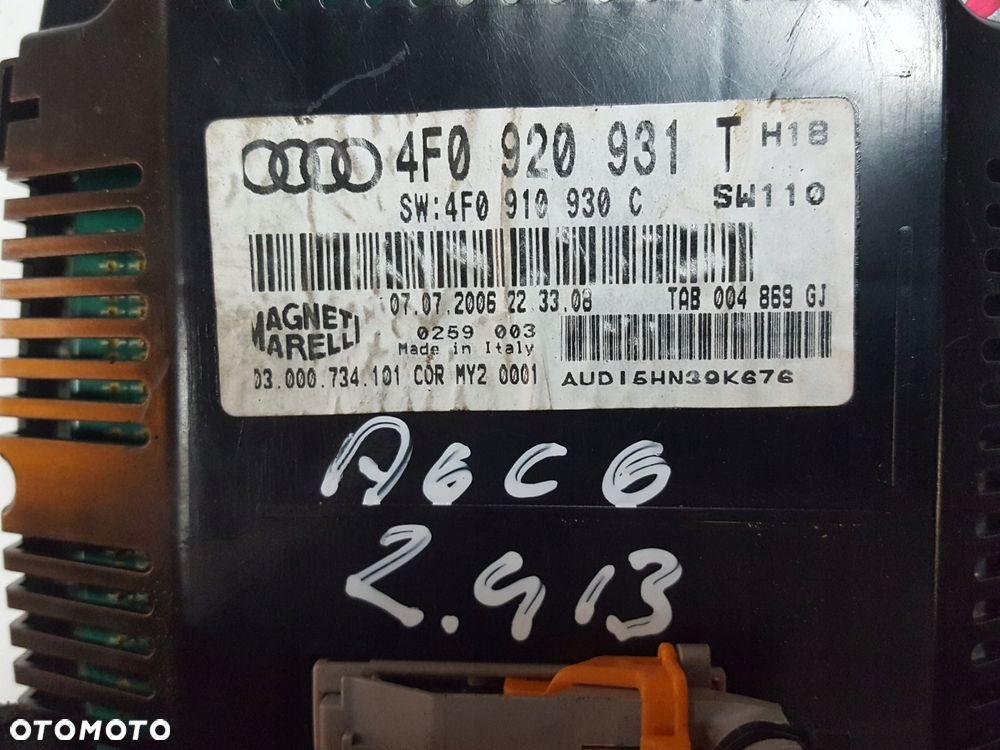 4F0 920 931 T H18
SW:4F0 910 930 C SW110
07.07.2006 22.33.08 TAB 004 869 GJ
MAGNETI
MARELLI
0259 003
Made in Italy
03.000.734.101 COR MY2 0001 AUDI5HN39K676
A6C6
2.413
OTOMOTO